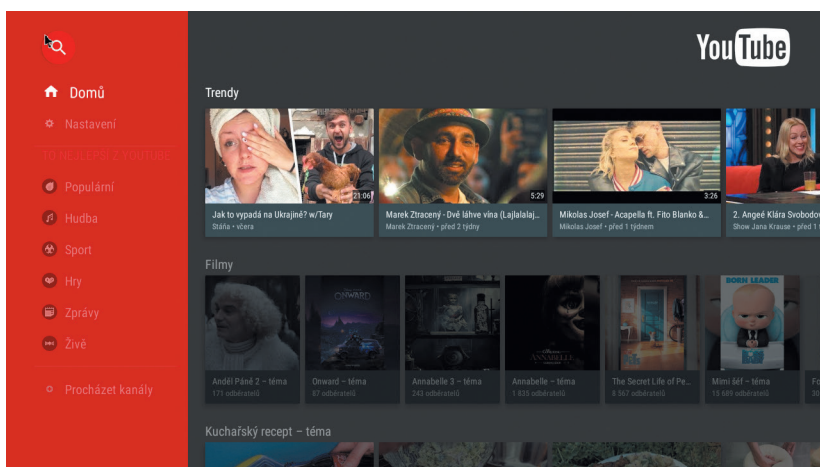 YouTube
Domů
Nastavení
TO NEJLEPŠÍ Z YOUTUBE
Populární
Hudba
Sport
Hry
Zprávy
Živě
Procházet kanály
Trendy
21:06
5:29
3:26
Jak to vypadá na Ukrajině? w/Tary
Stáňa • včera
Marek Ztracený - Dvě láhve vína (Lajlalalaj...
Marek Ztracený • před 2 týdny
Mikolas Josef - Acapella ft. Fito Blanko &...
Mikolas Josef • před 1 týdnem
2. Angeé Klára Svobodov
Show Jana Krause • před 1
Filmy
ONWARD
ANNABELLE
BORN LEADER
Anděl Páně 2 – téma
171 odběratelů
Onward – téma
87 odběratelů
Annabelle 3 – téma
243 odběratelů
Annabelle – téma
1 835 odběratelů
The Secret Life of Pe...
8 567 odběratelů
Mimi šéf – téma
15 689 odběratelů
Kuchařský recept – téma